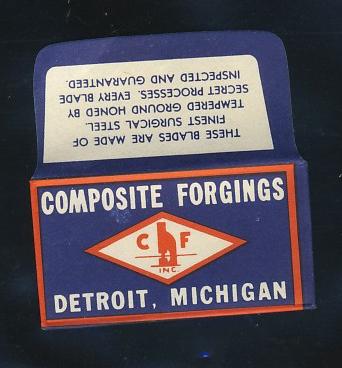 THESE BLADES ARE MADE OF
FINEST SURGICAL STEEL.
TEMPERED GROUND HONED BY
SECRET PROCESSES. EVERY BLADE
INSPECTED AND GUARANTEED.
COMPOSITE FORGINGS
C F
INC.
DETROIT, MICHIGAN